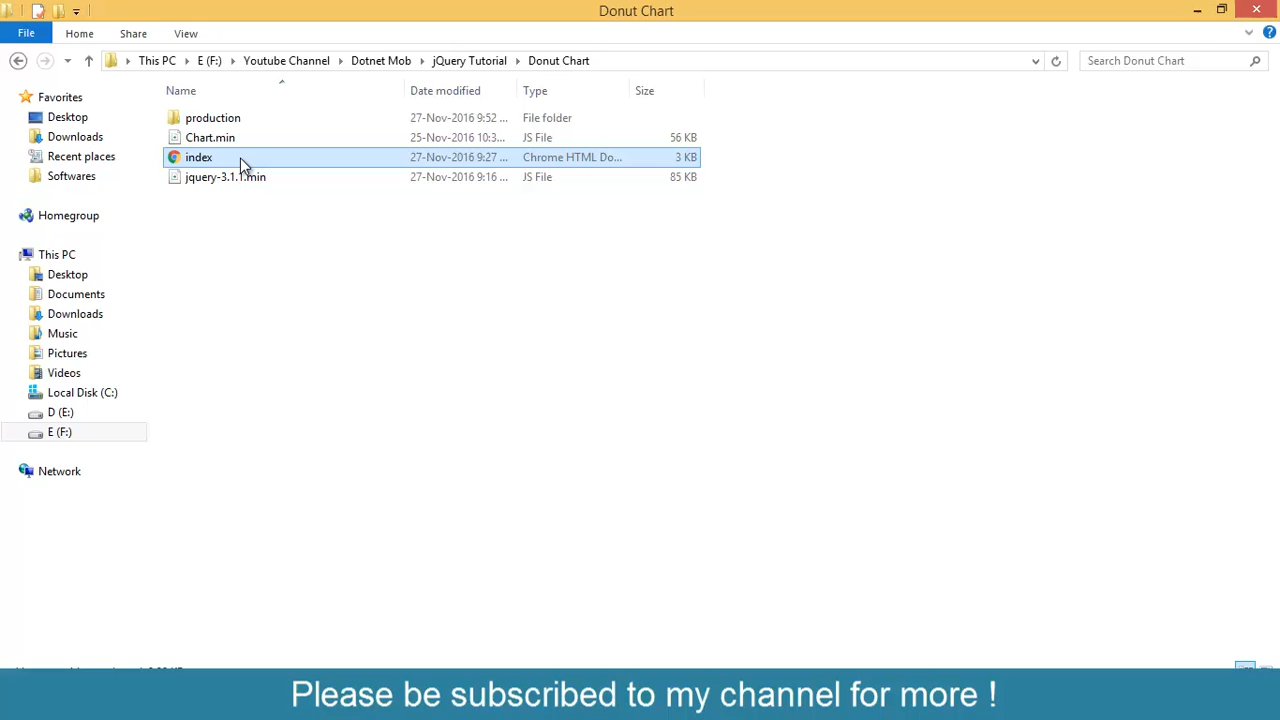 Donut Chart
File Home Share View
This PC E (F:) Youtube Channel Dotnet Mob jQuery Tutorial Donut Chart Search Donut Chart
Name Date modified Type Size
production 27-Nov-2016 9:52 ... File folder
Chart.min 25-Nov-2016 10:3... JS File 56 KB
index 27-Nov-2016 9:27 ... Chrome HTML Do... 3 KB
jquery-3.1.1.min 27-Nov-2016 9:16 ... JS File 85 KB
Favorites
Desktop
Downloads
Recent places
Softwares
Homegroup
This PC
Desktop
Documents
Downloads
Music
Pictures
Videos
Local Disk (C:)
D (E:)
E (F:)
Network
Please be subscribed to my channel for more !